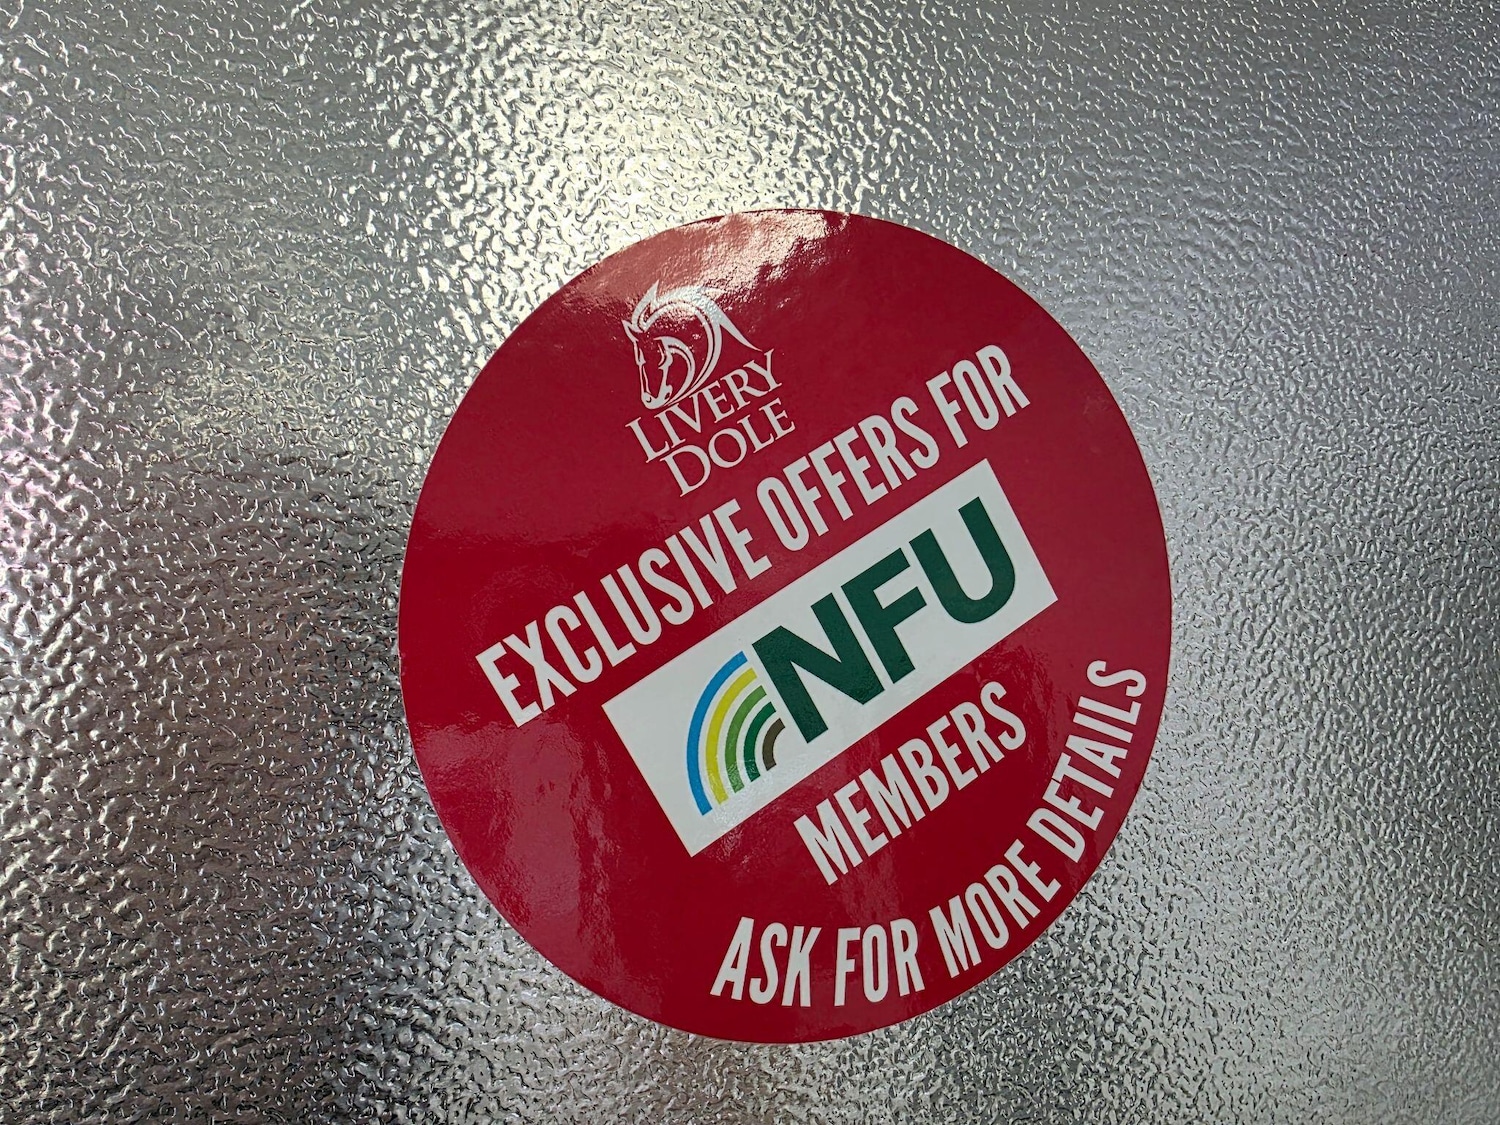 LIVERY
DOLE
EXCLUSIVE OFFERS FOR
NFU
MEMBERS
ASK FOR MORE DETAILS